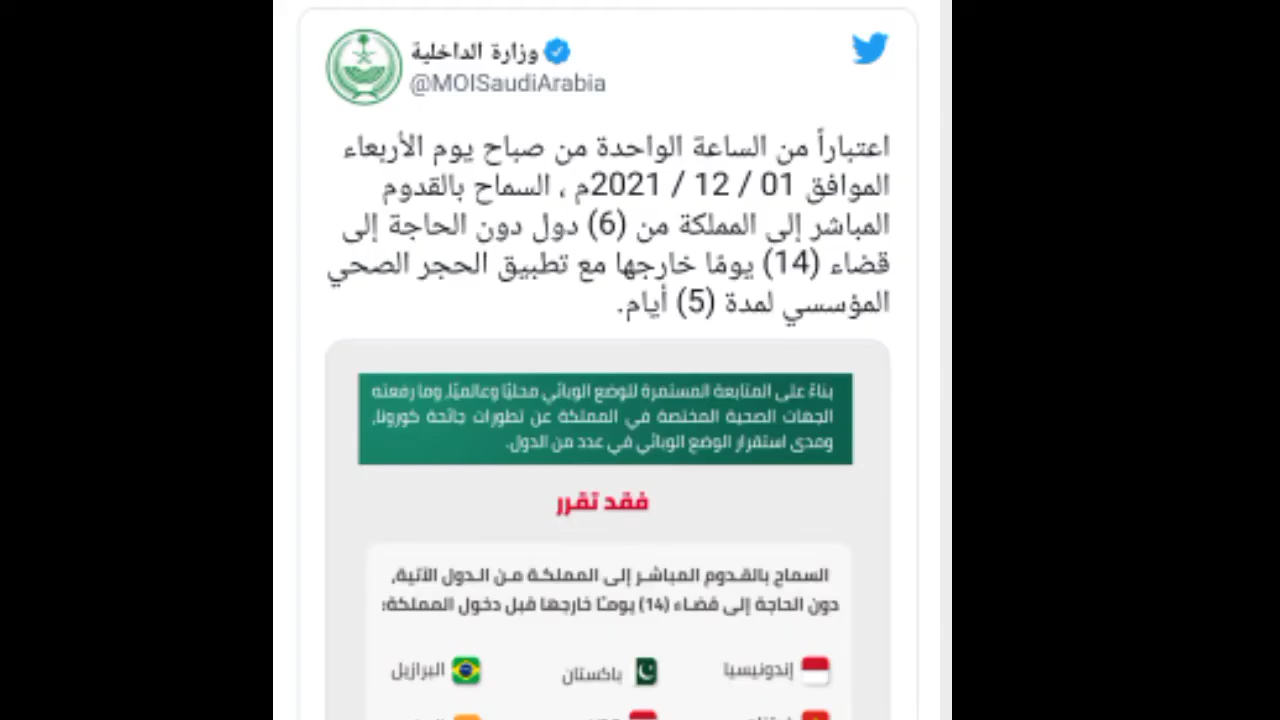 وزارة الداخلية
@MOISaudiArabia
اعتباراً من الساعة الواحدة من صباح يوم الأربعاء
الموافق 01 / 12 / 2021م ، السماح بالقدوم
المباشر إلى المملكة من (6) دول دون الحاجة إلى
قضاء (14) يومًا خارجها مع تطبيق الحجر الصحي
المؤسسي لمدة (5) أيام.
بناءً على المتابعة المستمرة للوضع الوبائي محليًا وعالميًا، وما رفعته
الجهات الصحية المختصة في المملكة عن تطورات جائحة كورونا،
ومدى استقرار الوضع الوبائي في عدد من الدول.
فقد تقرر
السماح بالقدوم المباشر إلى المملكة من الدول الآتية،
دون الحاجة إلى قضاء (14) يومًا خارجها قبل دخول المملكة:
إندونيسيا باكستان البرازيل